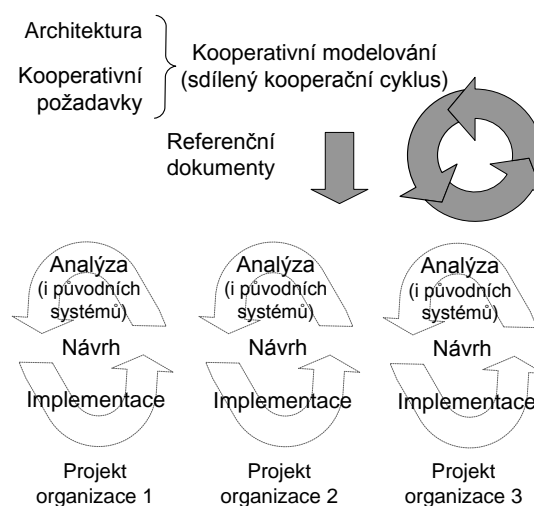 Architektura
Kooperativní
požadavky
Kooperativní modelování
(sdílený kooperační cyklus)
Referenční
dokumenty
Analýza
(i původních
systémů)
Návrh
Implementace
Projekt
organizace 1
Analýza
(i původních
systémů)
Návrh
Implementace
Projekt
organizace 2
Analýza
(i původních
systémů)
Návrh
Implementace
Projekt
organizace 3